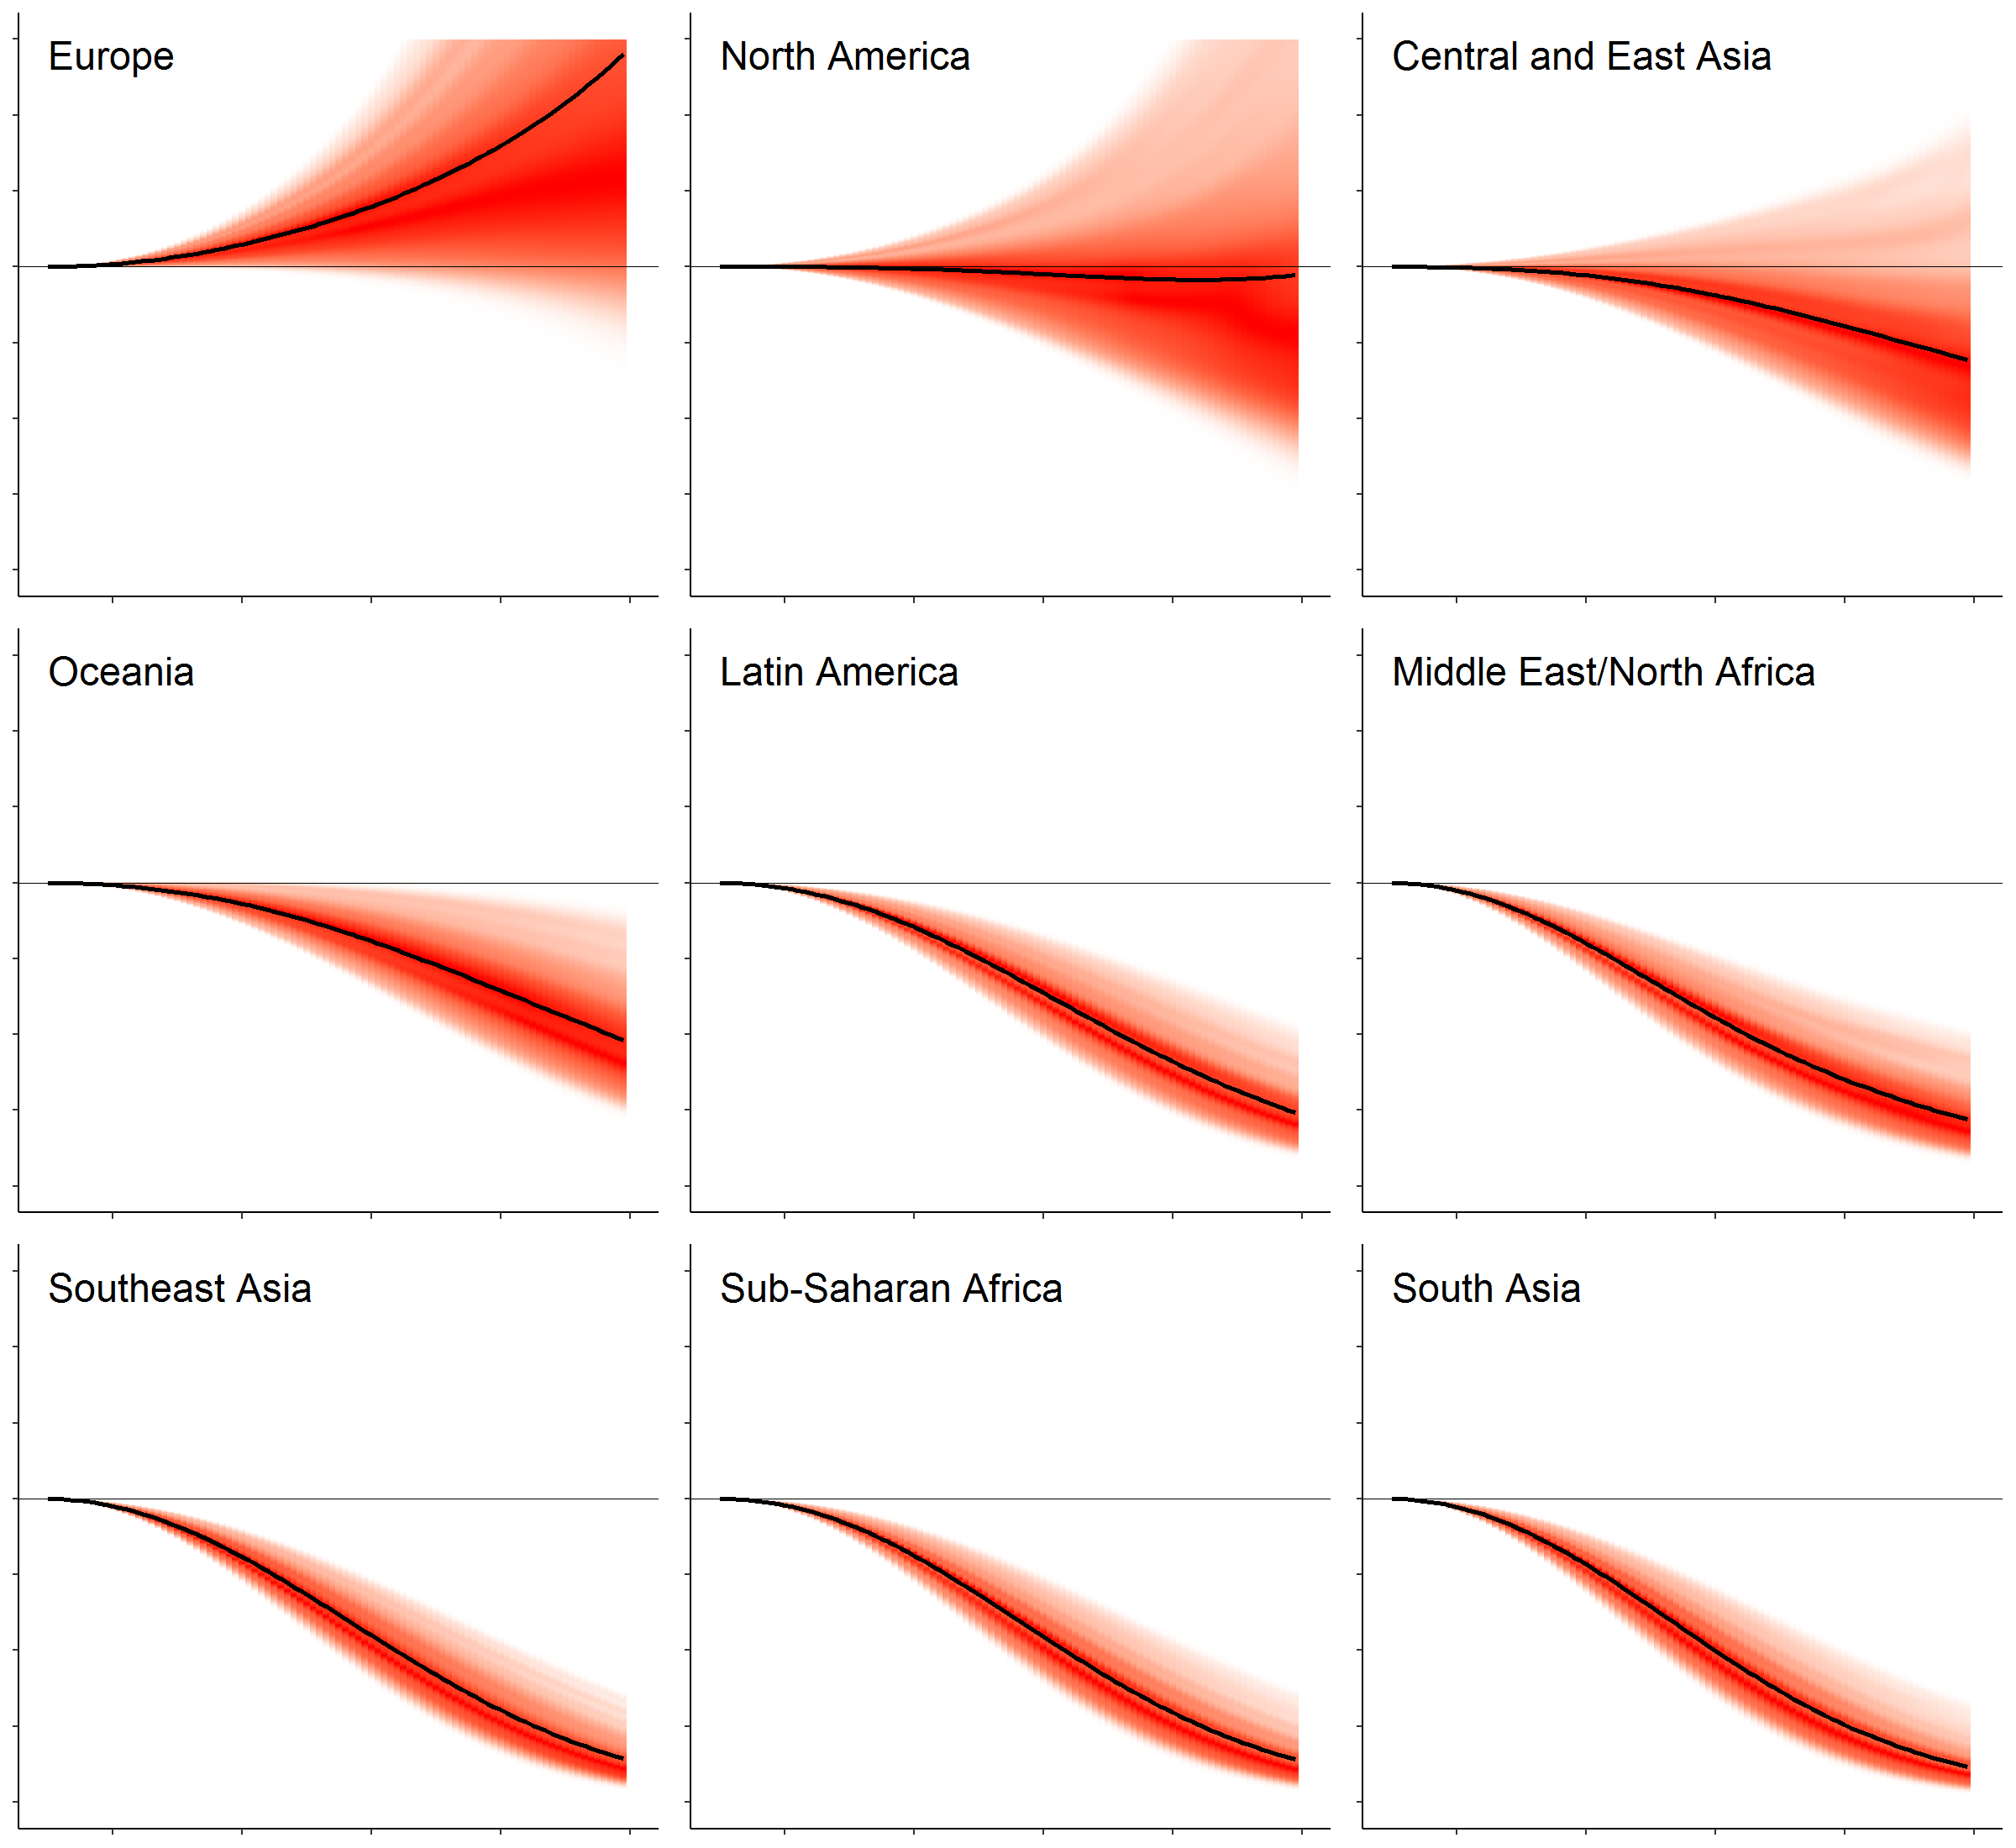 Europe
North America
Central and East Asia
Oceania
Latin America
Middle East/North Africa
Southeast Asia
Sub-Saharan Africa
South Asia